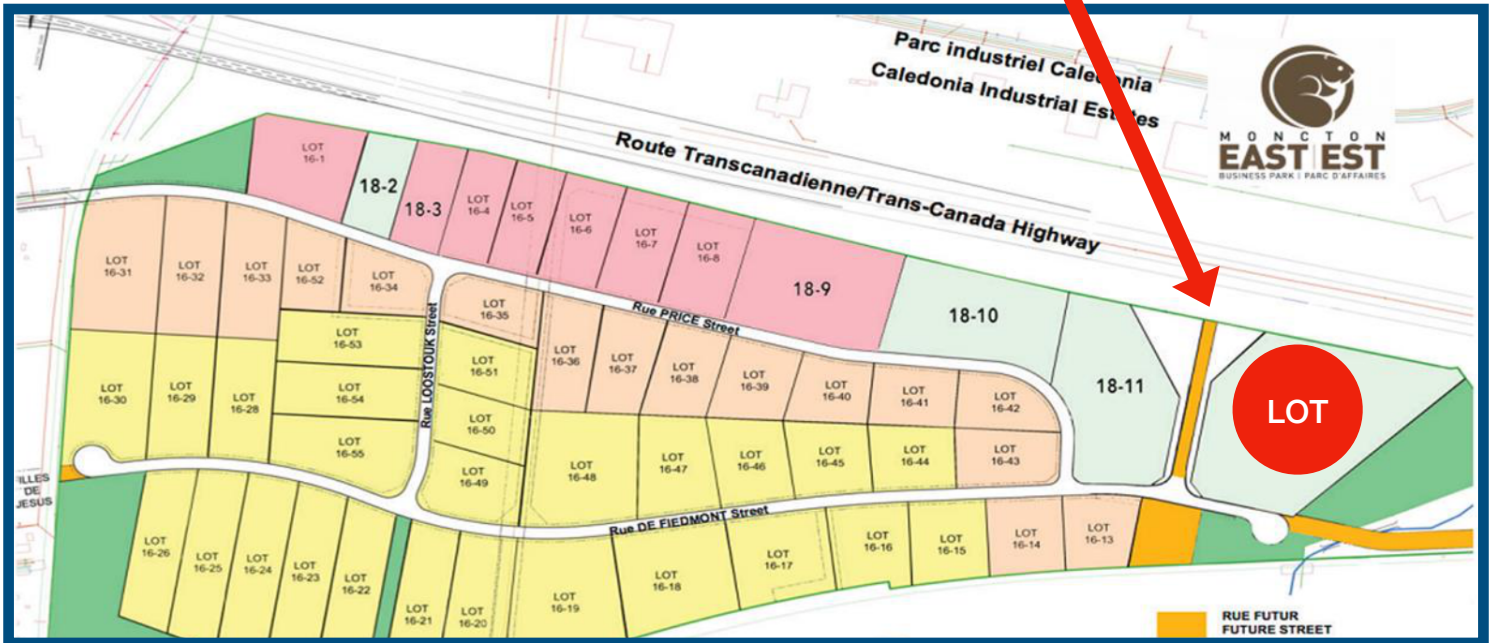 Parc industriel Caledonia
Caledonia Industrial Estates
MONCTON
EAST EST
BUSINESS PARK | PARC D'AFFAIRES
Route Transcanadienne/Trans-Canada Highway
LOT
16-1
18-2
18-3
LOT
16-4
LOT
16-5
LOT
16-6
LOT
16-7
LOT
16-8
18-9
18-10
18-11
LOT
LOT
16-31
LOT
16-32
LOT
16-33
LOT
16-52
LOT
16-34
LOT
16-35
Rue PRICE Street
LOT
16-36
LOT
16-37
LOT
16-38
LOT
16-39
LOT
16-40
LOT
16-41
LOT
16-42
Rue LOOSTOUK Street
LOT
16-53
LOT
16-51
LOT
16-30
LOT
16-29
LOT
16-28
LOT
16-54
LOT
16-50
LOT
16-55
LOT
16-49
LOT
16-48
LOT
16-47
LOT
16-46
LOT
16-45
LOT
16-44
LOT
16-43
ILLES
DE
JESUS
Rue DE FIEDMONT Street
LOT
16-26
LOT
16-25
LOT
16-24
LOT
16-23
LOT
16-22
LOT
16-21
LOT
16-20
LOT
16-19
LOT
16-18
LOT
16-17
LOT
16-16
LOT
16-15
LOT
16-14
LOT
16-13
RUE FUTUR
FUTURE STREET